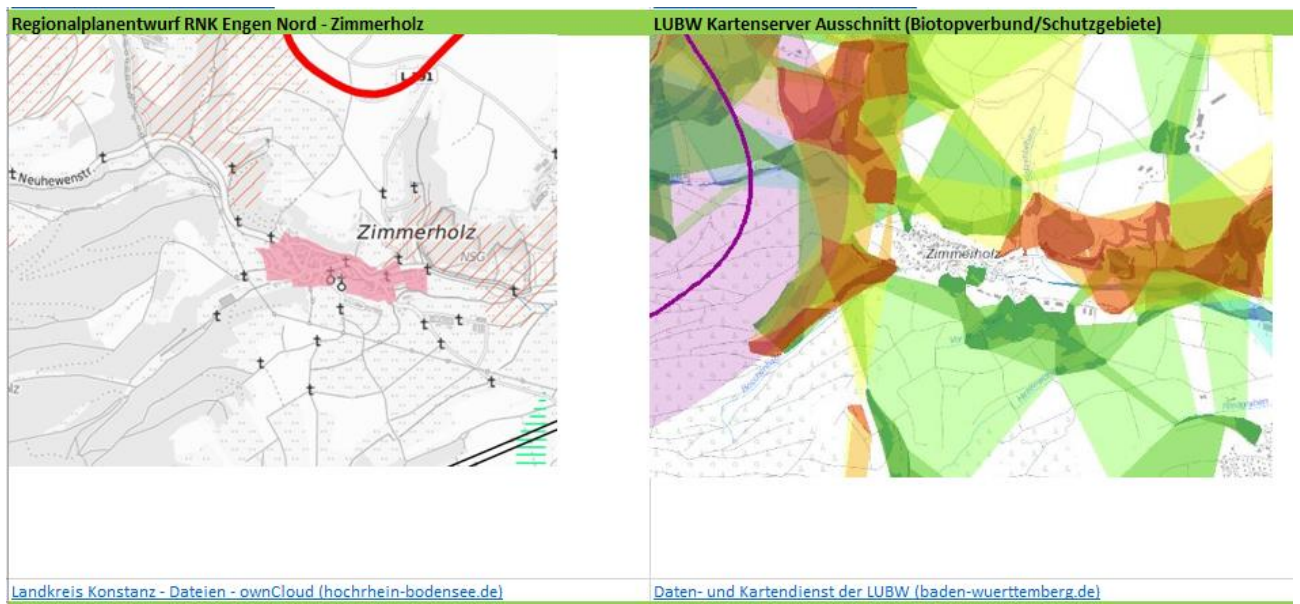 Regionalplanentwurf RNK Engen Nord - Zimmerholz
LUBW Kartenserver Ausschnitt (Biotopverbund/Schutzgebiete)
Neuhewenstr.
Zimmerholz
NSG
Zimmerholz
Landkreis Konstanz - Dateien - ownCloud (hochrhein-bodensee.de)
Daten- und Kartendienst der LUBW (baden-wuerttemberg.de)